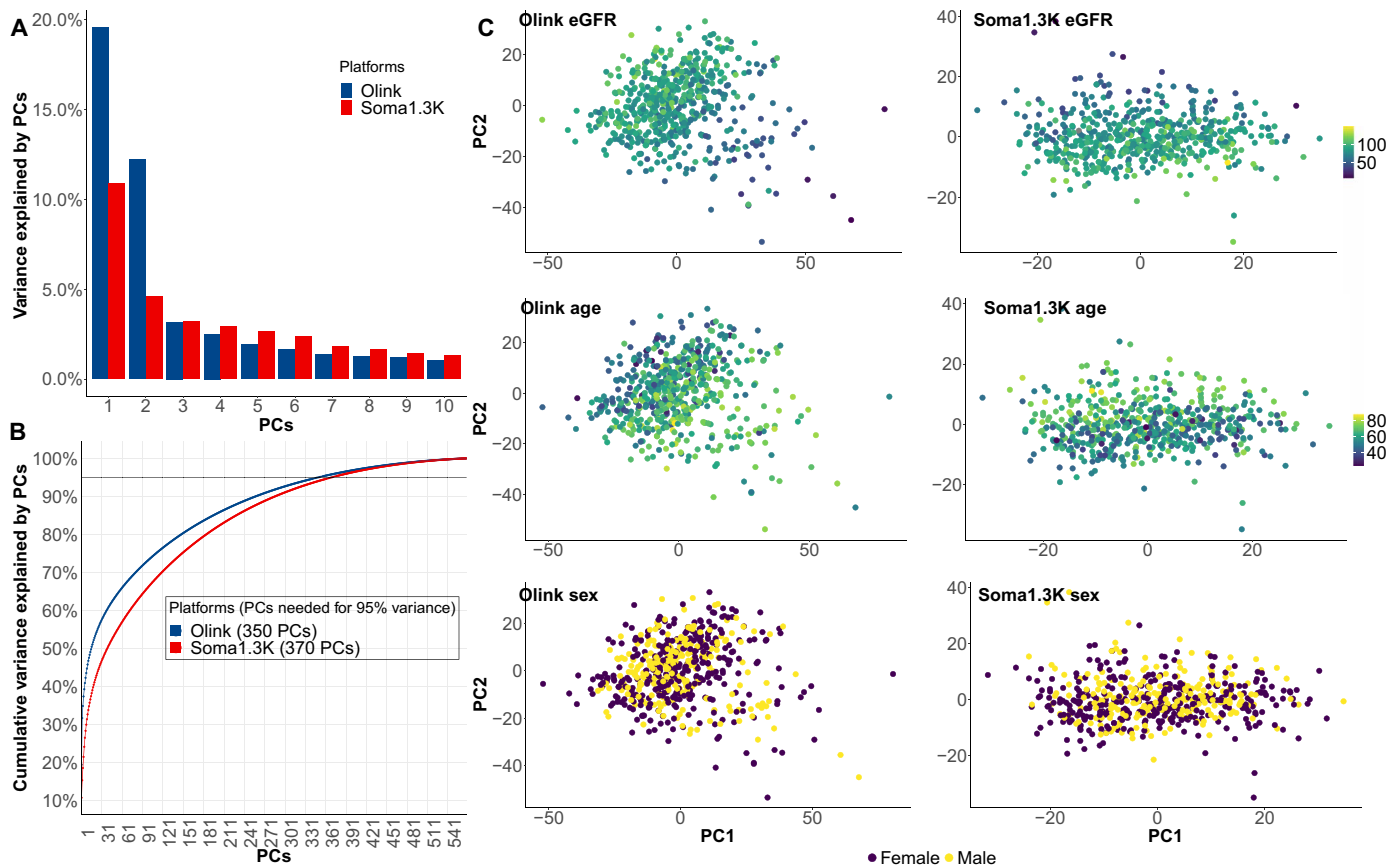 A
20.0%
15.0%
10.0%
5.0%
0.0%
Variance explained by PCs
Platforms
Olink
Soma1.3K
1 2 3 4 5 6 7 8 9 10
PCs
B
100%
90%
80%
70%
60%
50%
40%
30%
20%
10%
Cumulative variance explained by PCs
Platforms (PCs needed for 95% variance)
Olink (350 PCs)
Soma1.3K (370 PCs)
1 31 61 91 121 151 181 211 241 271 301 331 361 391 421 451 481 511 541
PCs
C
Olink eGFR
20
0
−20
−40
PC2
−50 0 50
Soma1.3K eGFR
40
20
0
−20
−20 0 20
100
50
Olink age
20
0
−20
−40
PC2
−50 0 50
Soma1.3K age
40
20
0
−20
−20 0 20
80
60
40
Olink sex
20
0
−20
−40
PC2
−50 0 50
PC1
Soma1.3K sex
40
20
0
−20
−20 0 20
PC1
Female Male